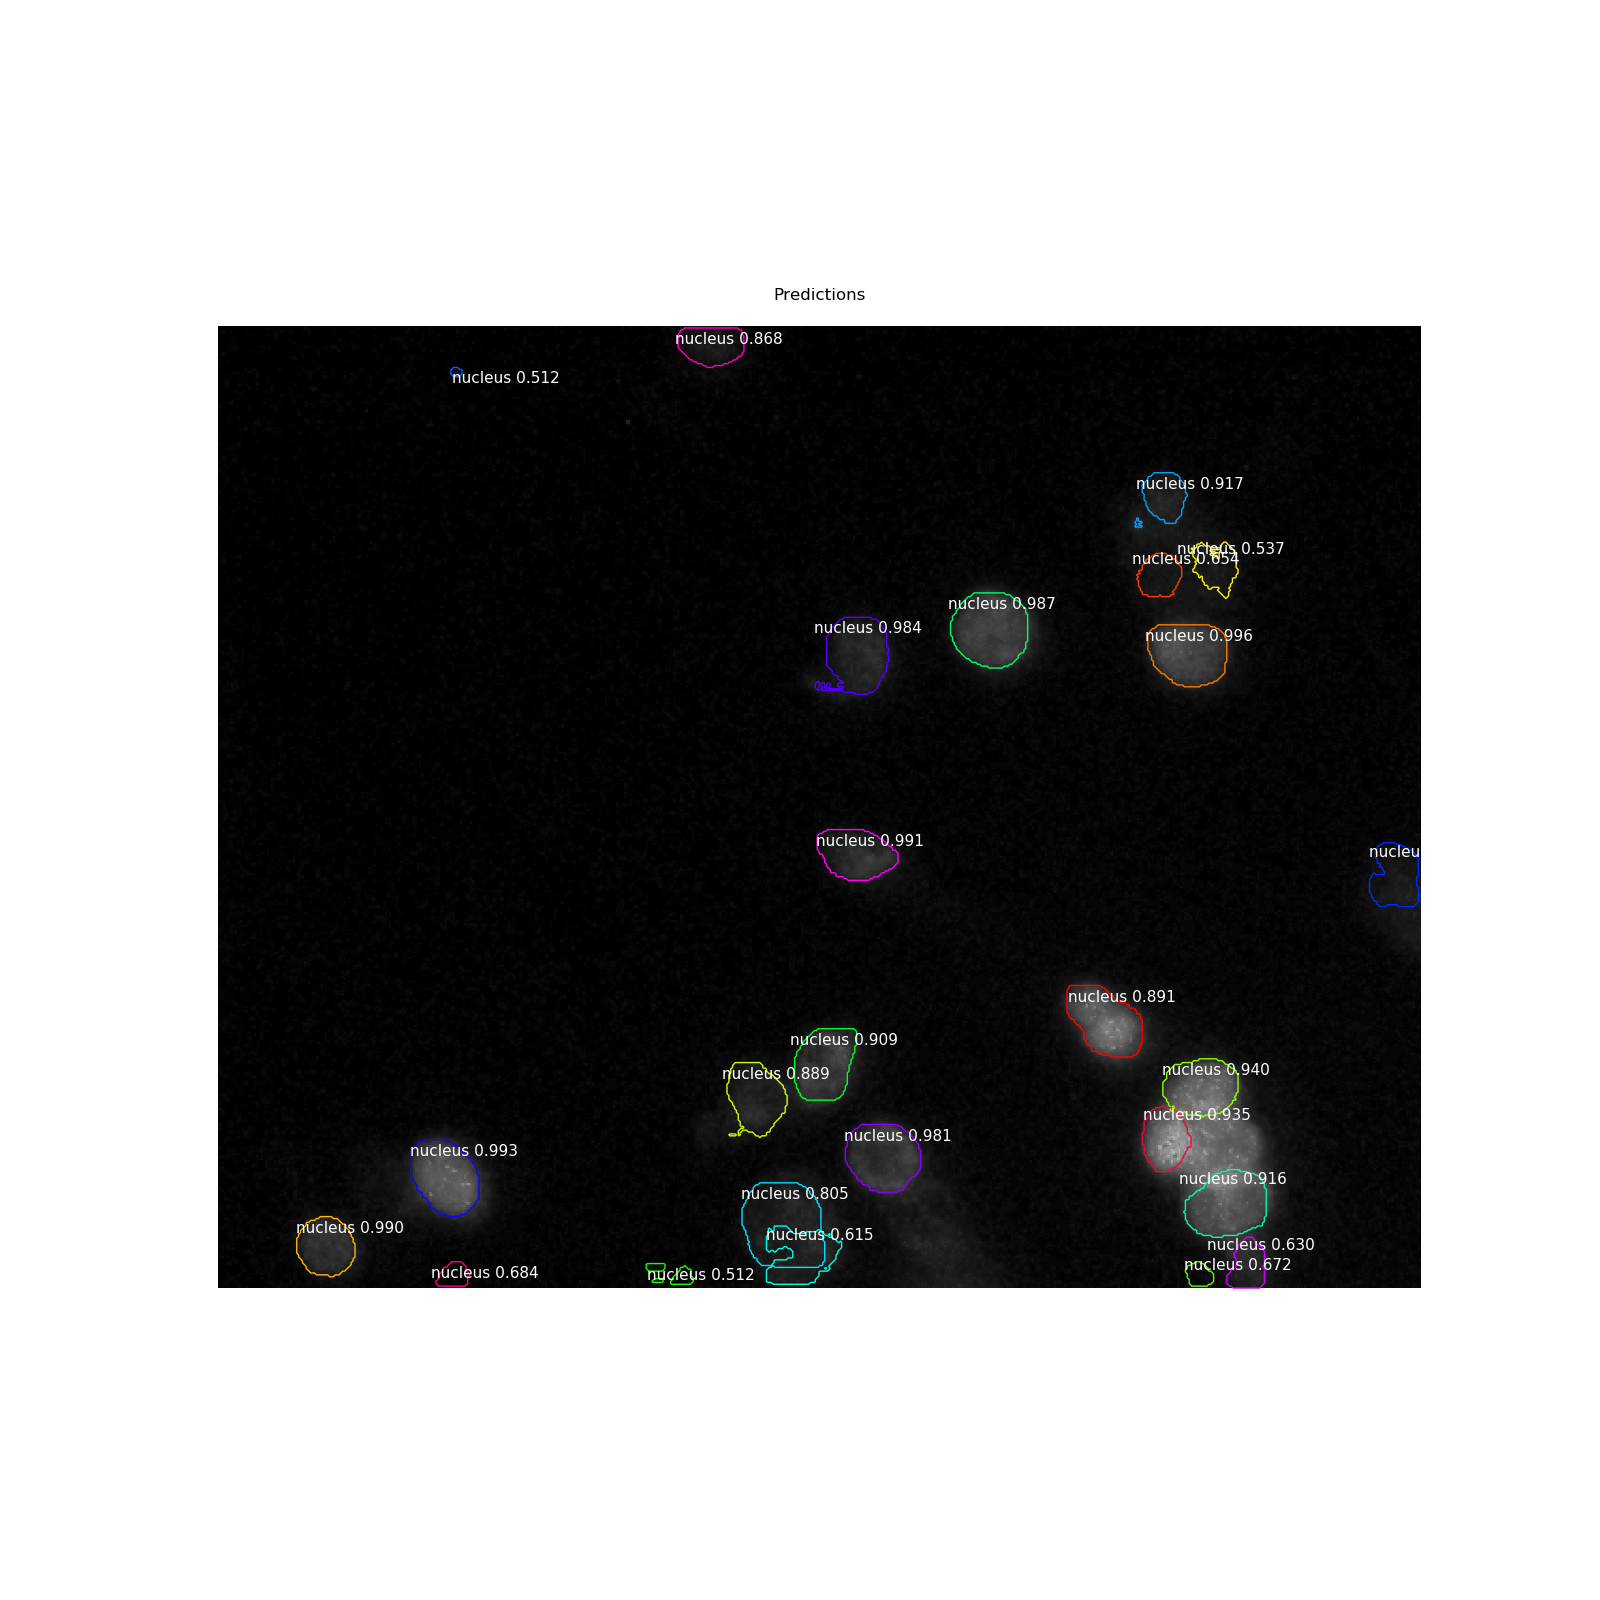 Predictions
nucleus 0.868
nucleus 0.512
nucleus 0.917
nucleus 0.537
nucleus 0.654
nucleus 0.987
nucleus 0.984
nucleus 0.996
nucleus 0.991
nucleu
nucleus 0.891
nucleus 0.909
nucleus 0.889
nucleus 0.940
nucleus 0.935
nucleus 0.981
nucleus 0.993
nucleus 0.916
nucleus 0.805
nucleus 0.990
nucleus 0.615
nucleus 0.630
nucleus 0.672
nucleus 0.684
nucleus 0.512